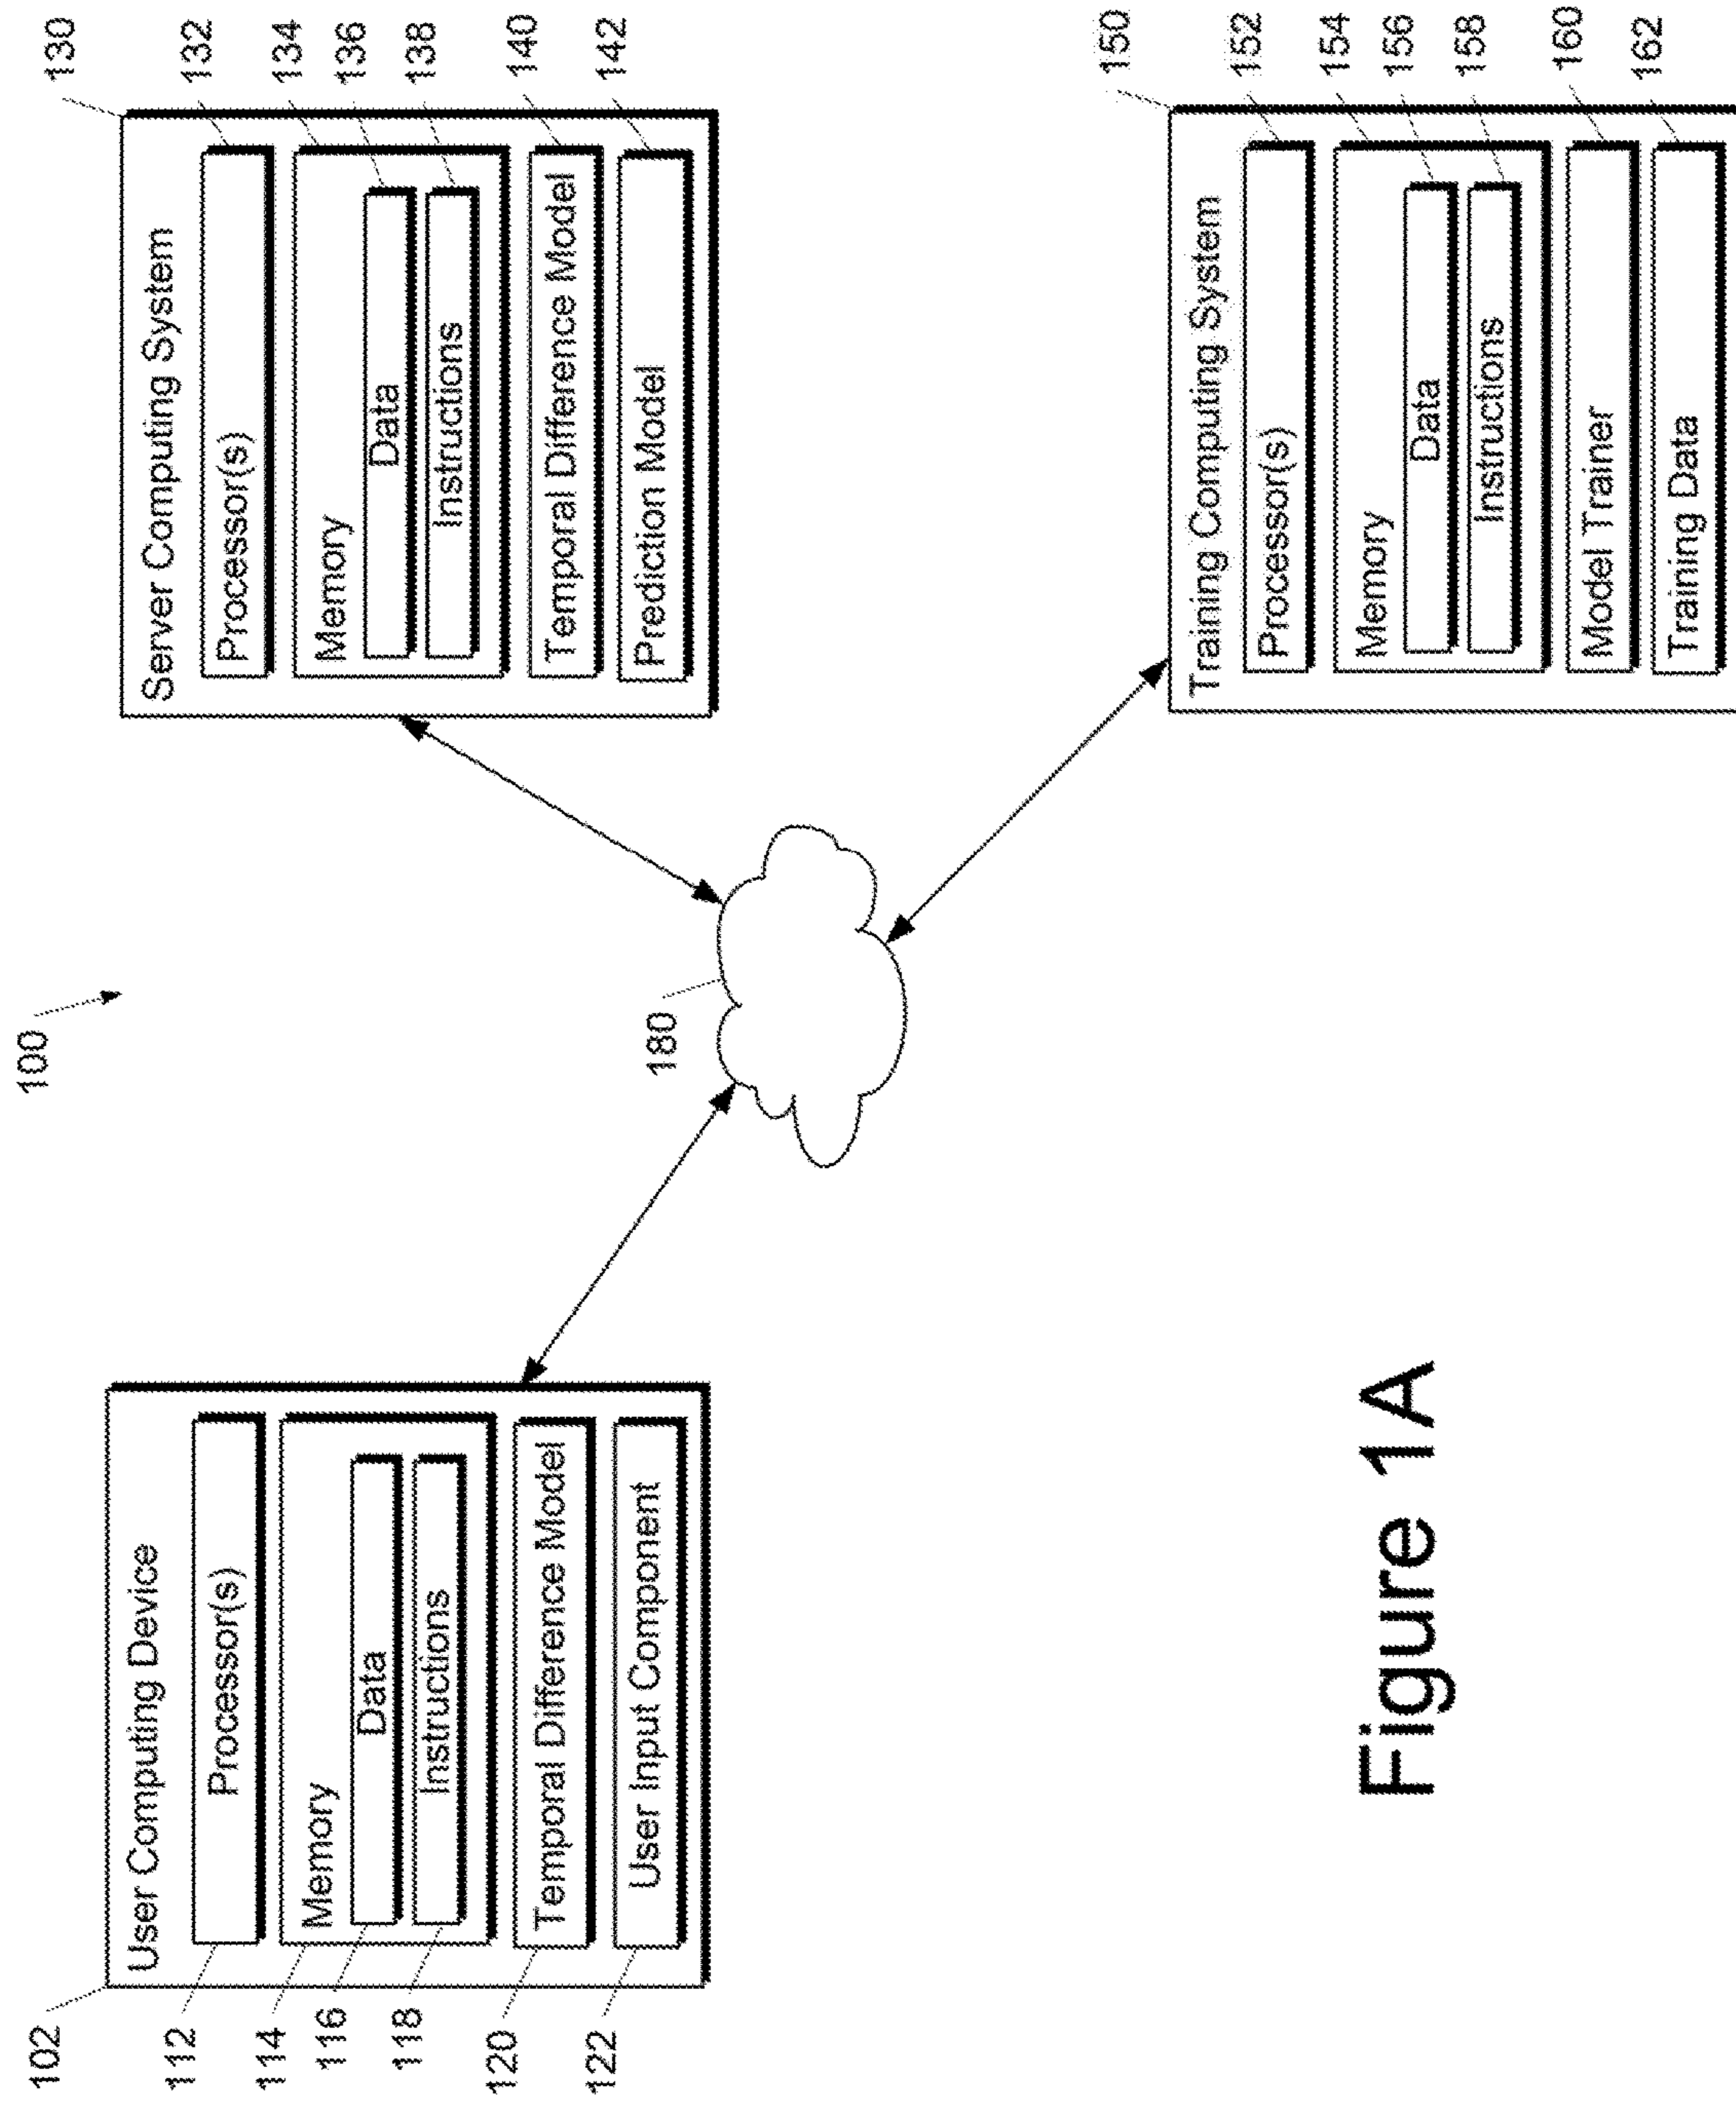 100
102
User Computing Device
112
Processor(s)
114
Memory
116
Data
118
Instructions
120
Temporal Difference Model
122
User Input Component
180
130
Server Computing System
132
Processor(s)
134
Memory
136
Data
138
Instructions
140
Temporal Difference Model
142
Prediction Model
150
Training Computing System
152
Processor(s)
154
Memory
156
Data
158
Instructions
160
Model Trainer
162
Training Data
Figure 1A